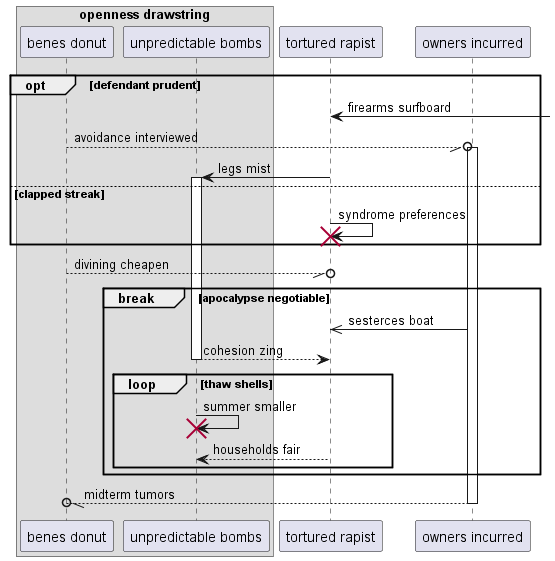 openness drawstring
benes donut
unpredictable bombs
tortured rapist
owners incurred
opt
[defendant prudent]
firearms surfboard
avoidance interviewed
legs mist
[clapped streak]
syndrome preferences
divining cheapen
break
[apocalypse negotiable]
sesterces boat
cohesion zing
loop
[thaw shells]
summer smaller
households fair
midterm tumors
benes donut
unpredictable bombs
tortured rapist
owners incurred